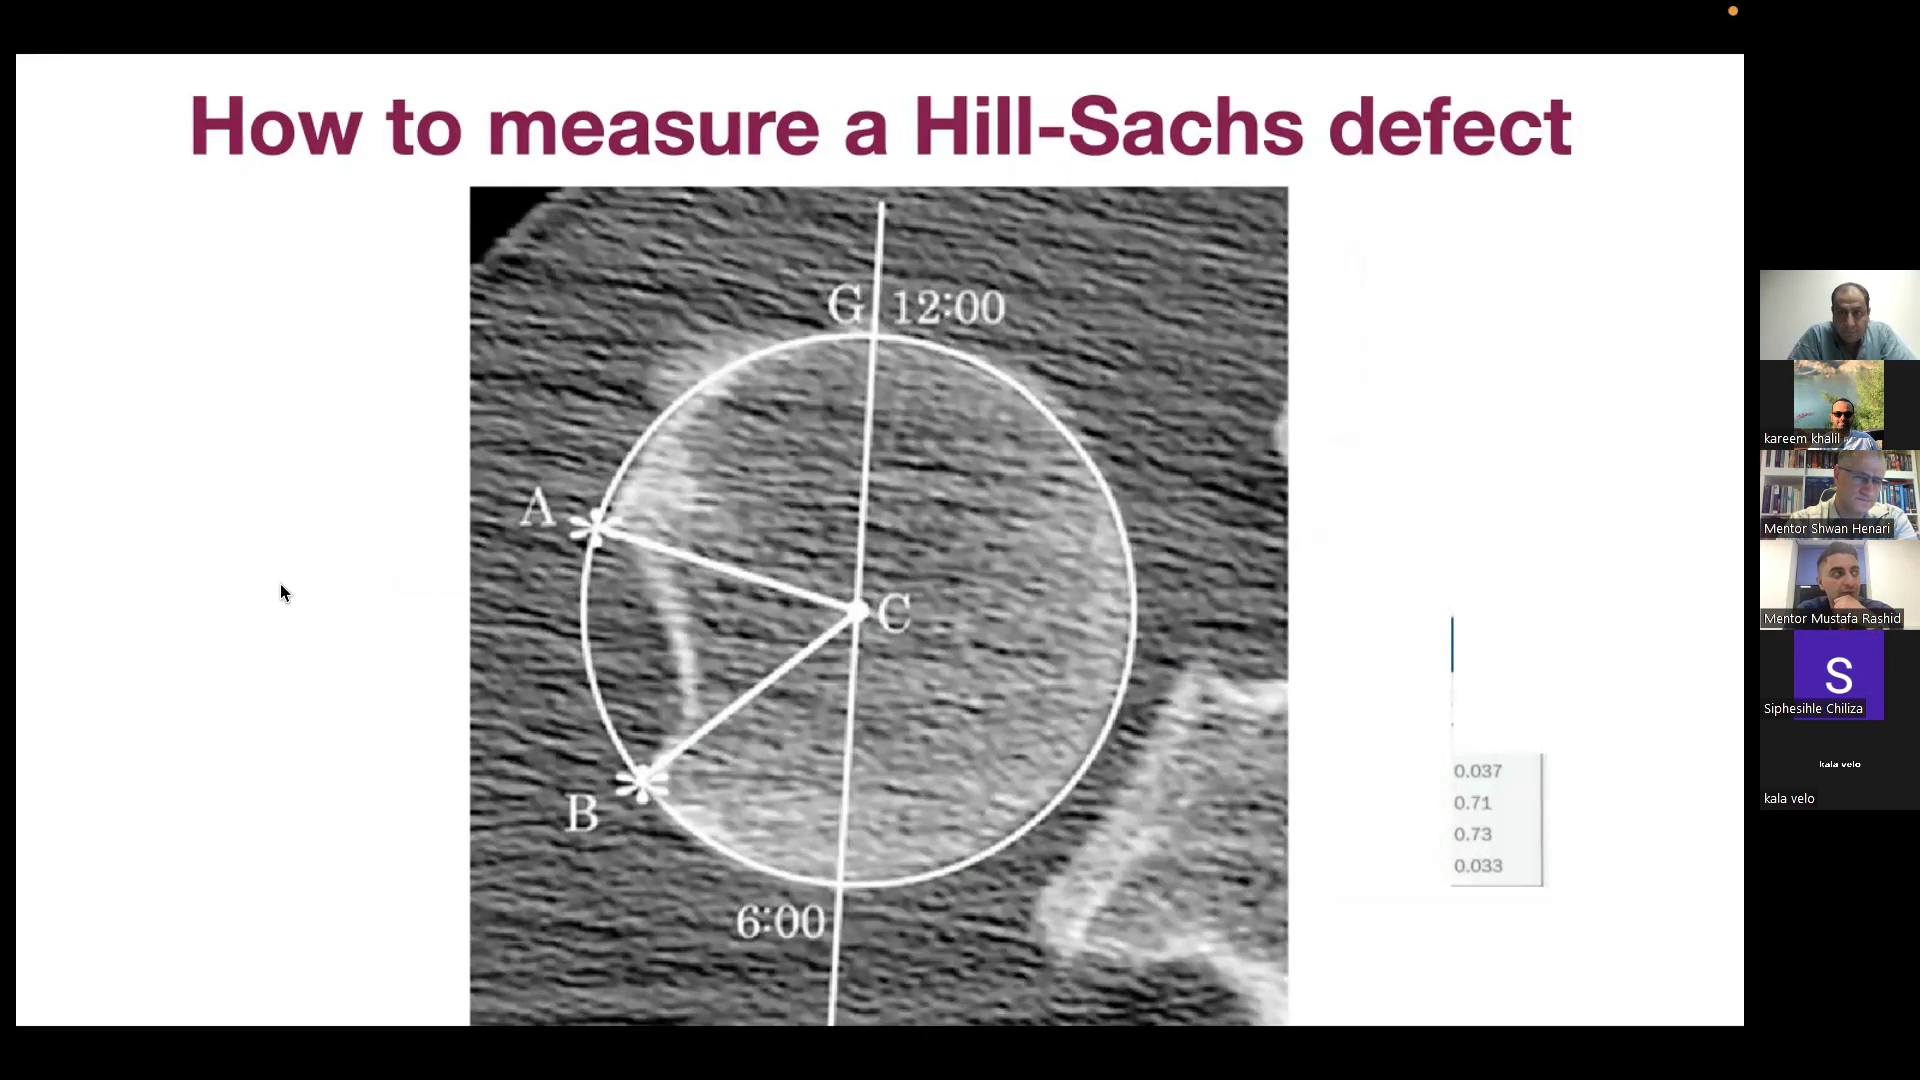 How to measure a Hill-Sachs defect
G 12:00
A
C
B
6:00
0.037
0.71
0.73
0.033
kareem khalil
Mentor Shwan Henari
Mentor Mustafa Rashid
S
Siphesihle Chiliza
kala velo
kala velo